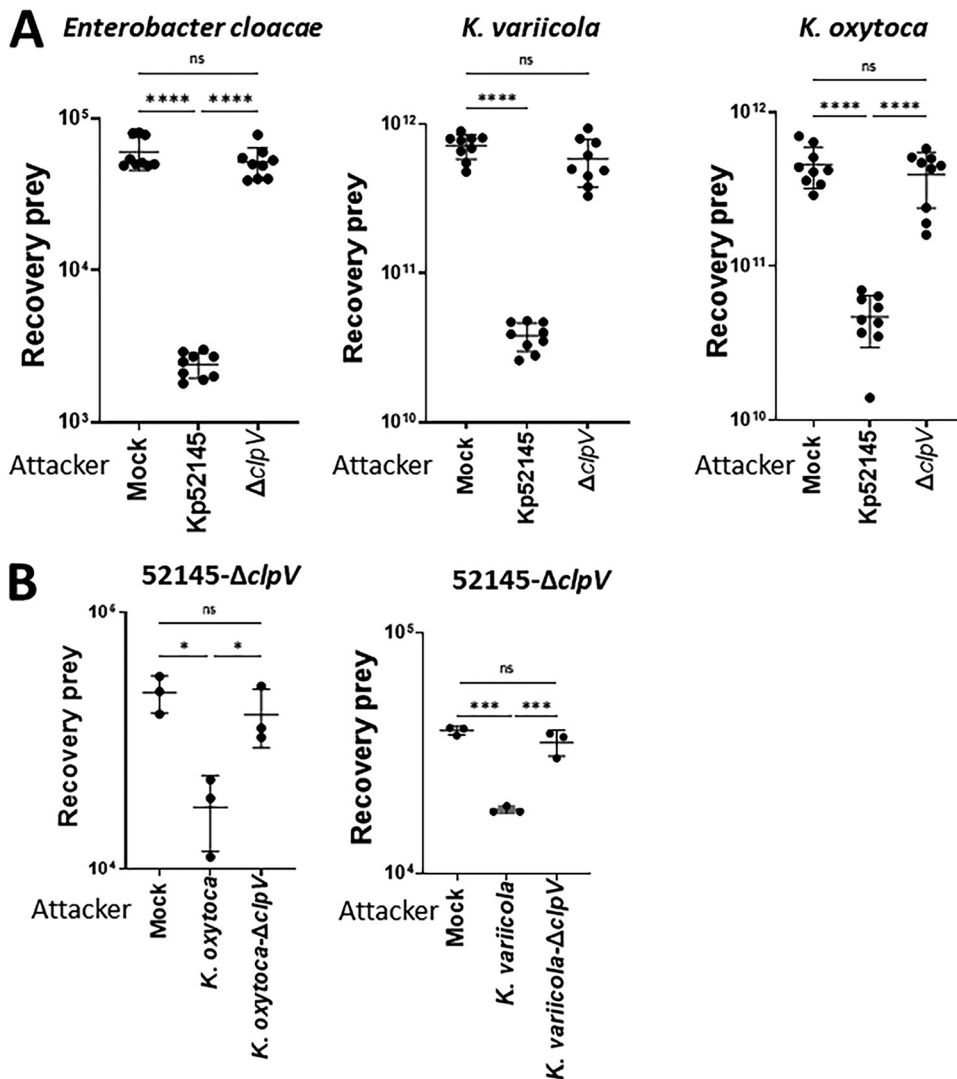 A
Enterobacter cloacae
ns
**** ****
10⁵
10⁴
10³
Recovery prey
Attacker
Mock
Kp52145
ΔclpV
K. variicola
ns
****
10¹²
10¹¹
10¹⁰
Recovery prey
Attacker
Mock
Kp52145
ΔclpV
K. oxytoca
ns
**** ****
10¹²
10¹¹
10¹⁰
Recovery prey
Attacker
Mock
Kp52145
ΔclpV
B
52145-ΔclpV
ns
* *
10⁶
10⁴
Recovery prey
Attacker
Mock
K. oxytoca
K. oxytoca-ΔclpV
52145-ΔclpV
ns
*** ***
10⁵
10⁴
Recovery prey
Attacker
Mock
K. variicola
K. variicola-ΔclpV